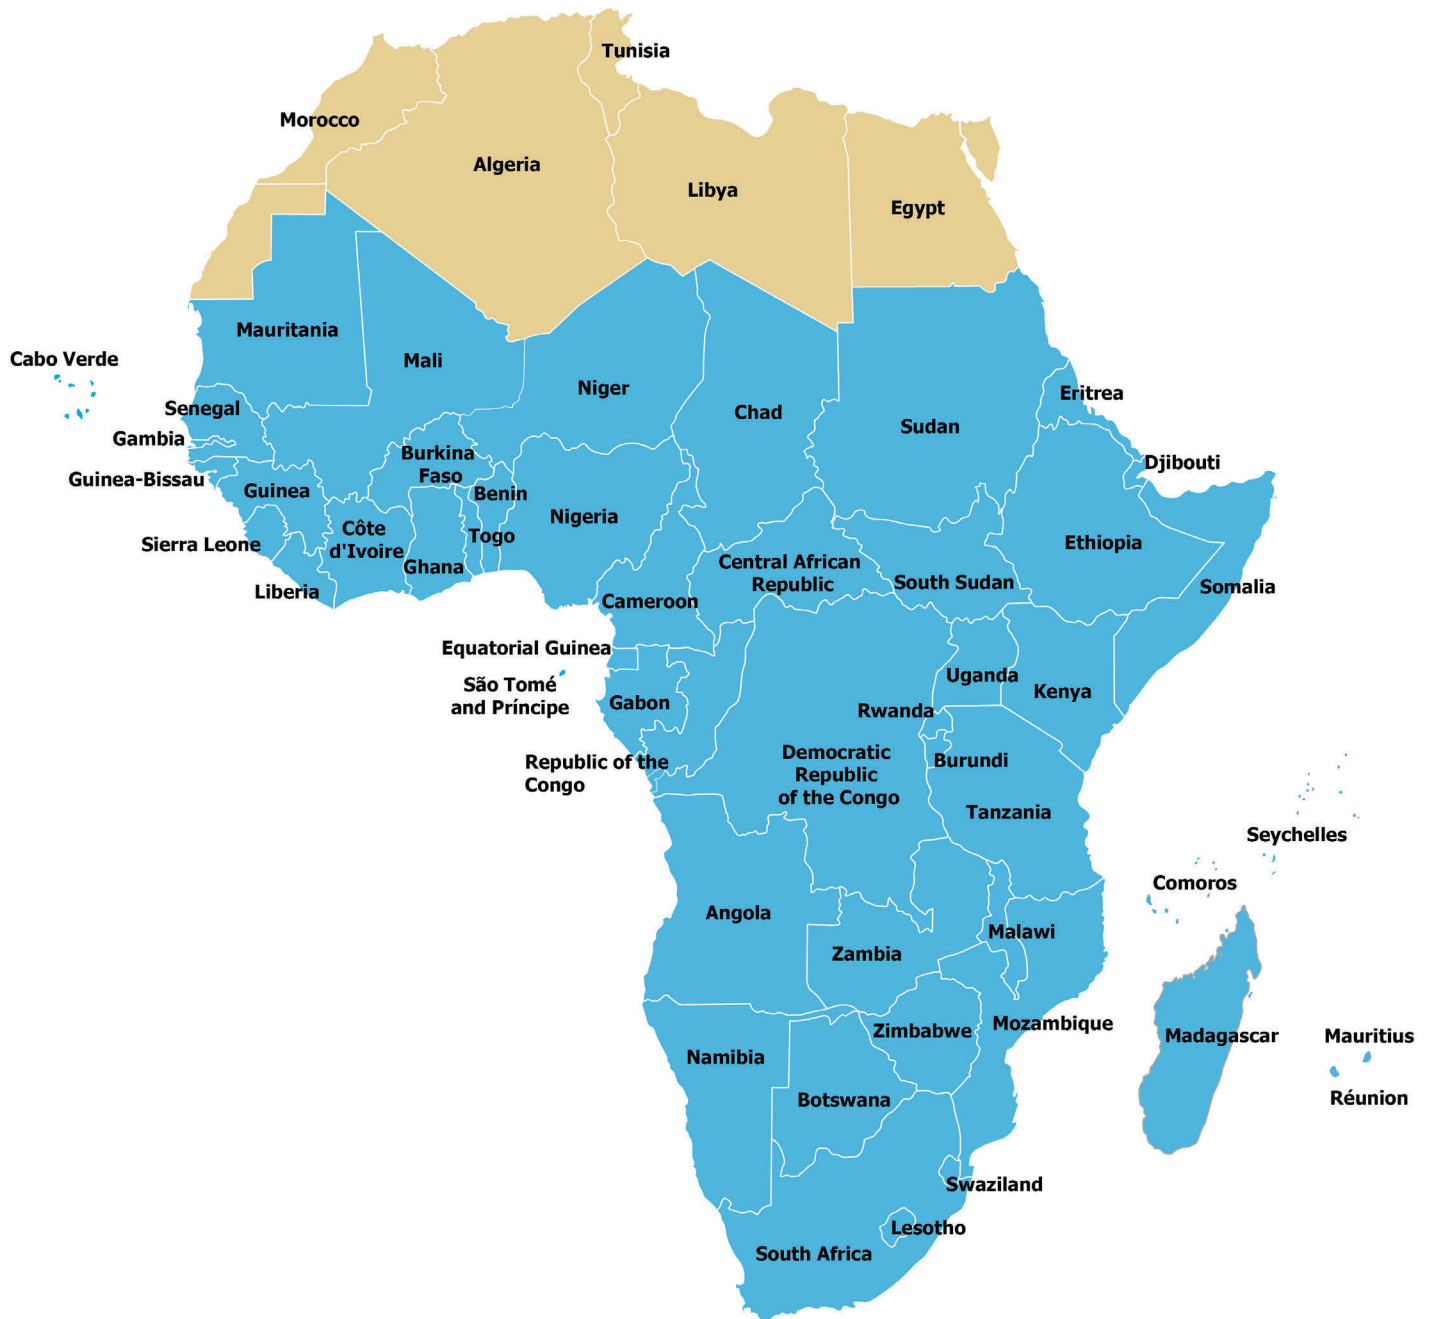 Tunisia
Morocco
Algeria
Libya
Egypt
Mauritania
Cabo Verde
Mali
Niger
Eritrea
Senegal
Chad
Sudan
Gambia
Burkina
Faso
Djibouti
Guinea-Bissau
Guinea
Benin
Nigeria
Côte
d'Ivoire
Togo
Ethiopia
Sierra Leone
Ghana
Central African
Republic
South Sudan
Liberia
Somalia
Cameroon
Equatorial Guinea
Uganda
São Tomé
and Príncipe
Kenya
Gabon
Rwanda
Republic of the
Congo
Democratic
Republic
of the Congo
Burundi
Tanzania
Seychelles
Comoros
Angola
Malawi
Zambia
Mozambique
Zimbabwe
Madagascar
Mauritius
Namibia
Botswana
Réunion
Swaziland
Lesotho
South Africa